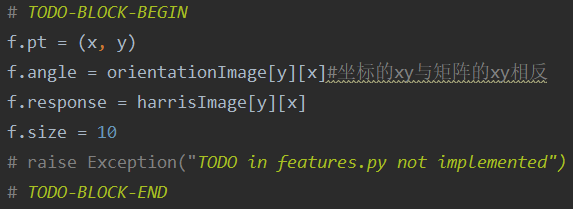 # TODO-BLOCK-BEGIN
f.pt = (x, y)
f.angle = orientationImage[y][x]#坐标的xy与矩阵的xy相反
f.response = harrisImage[y][x]
f.size = 10
# raise Exception("TODO in features.py not implemented")
# TODO-BLOCK-END